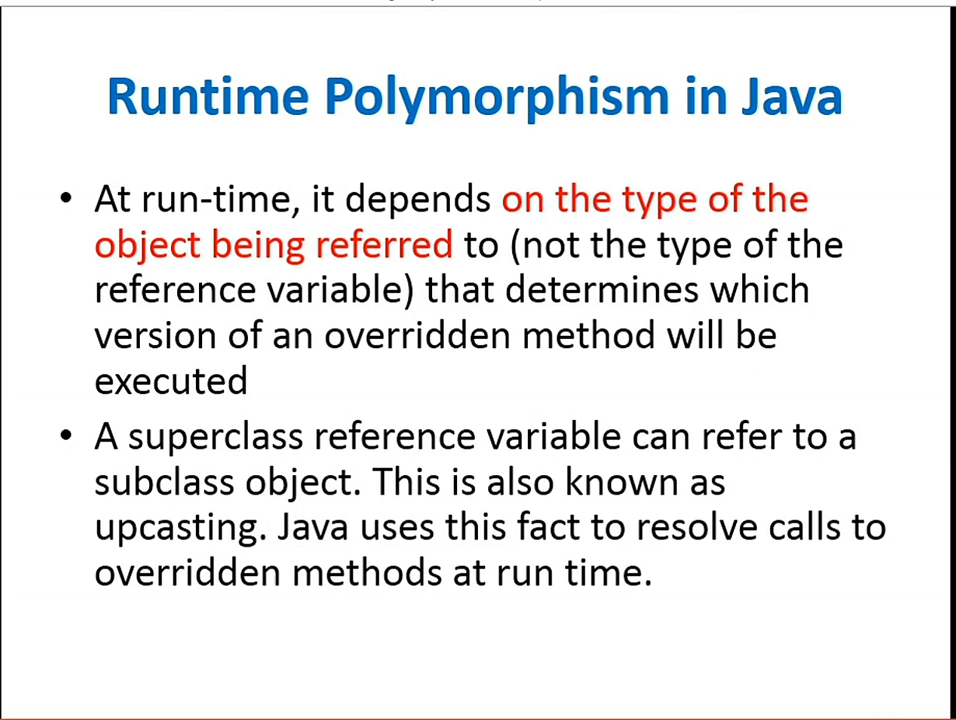 Runtime Polymorphism in Java
• At run-time, it depends on the type of the
object being referred to (not the type of the
reference variable) that determines which
version of an overridden method will be
executed
• A superclass reference variable can refer to a
subclass object. This is also known as
upcasting. Java uses this fact to resolve calls to
overridden methods at run time.